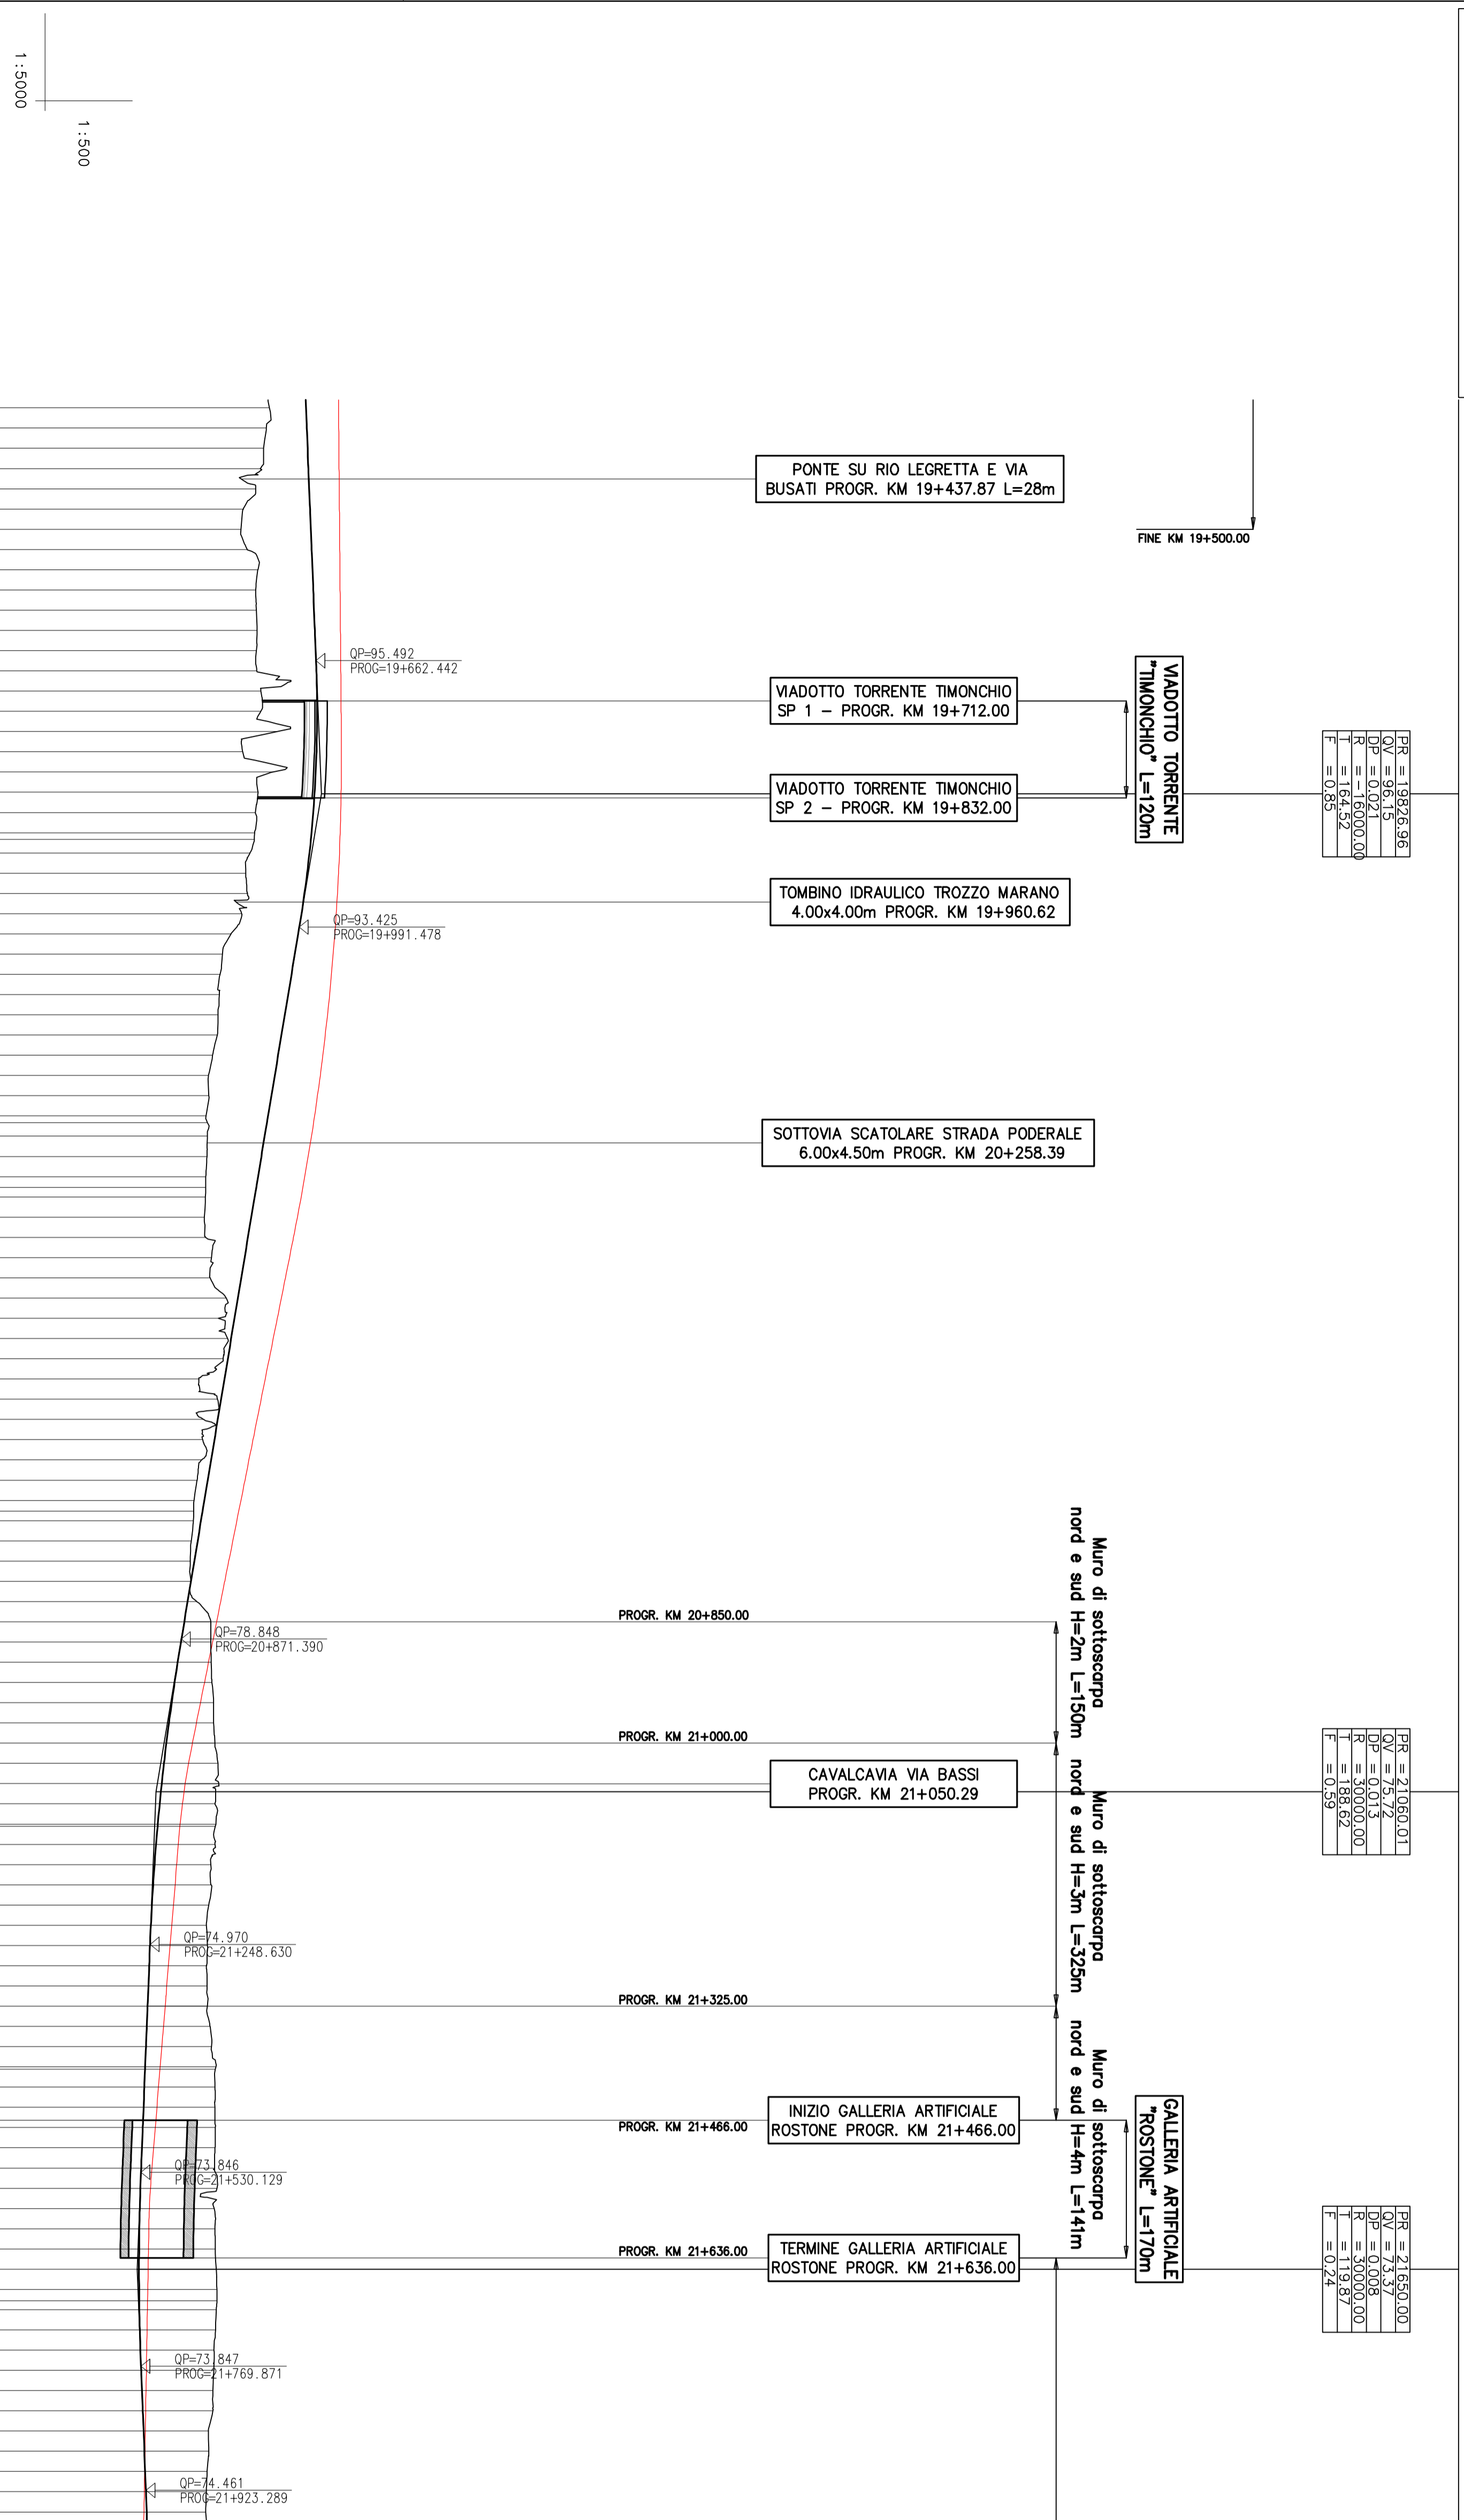 1:5000
1:500
PONTE SU RIO LEGRETTA E VIA
BUSATI PROGR. KM 19+437.87 L=28m
FINE KM 19+500.00
QP=95.492
PROG=19+662.442
VIADOTTO TORRENTE TIMONCHIO
SP 1 - PROGR. KM 19+712.00
VIADOTTO TORRENTE TIMONCHIO
SP 2 - PROGR. KM 19+832.00
VIADOTTO TORRENTE
"TIMONCHIO" L=120m
PR =19826.96
QV =96.15
DP =0.021
R =-16000.00
T =164.52
F =0.85
TOMBINO IDRAULICO TROZZO MARANO
4.00x4.00m PROGR. KM 19+960.62
QP=93.425
PROG=19+991.478
SOTTOVIA SCATOLARE STRADA PODERALE
6.00x4.50m PROGR. KM 20+258.39
PROGR. KM 20+850.00
QP=78.848
PROG=20+871.390
Muro di sottoscarpa
nord e sud H=2m L=150m
PROGR. KM 21+000.00
CAVALCAVIA VIA BASSI
PROGR. KM 21+050.29
Muro di sottoscarpa
nord e sud H=3m L=325m
PR =21060.01
QV =75.72
DP =0.013
R =30000.00
T =188.62
F =0.59
QP=74.970
PROG=21+248.630
PROGR. KM 21+325.00
Muro di sottoscarpa
nord e sud H=4m L=141m
PROGR. KM 21+466.00
INIZIO GALLERIA ARTIFICIALE
ROSTONE PROGR. KM 21+466.00
QP=73.846
PROG=21+530.129
GALLERIA ARTIFICIALE
"ROSTONE" L=170m
PROGR. KM 21+636.00
TERMINE GALLERIA ARTIFICIALE
ROSTONE PROGR. KM 21+636.00
PR =21650.00
QV =73.37
DP =0.008
R =30000.00
T =119.87
F =0.24
QP=73.847
PROG=21+769.871
QP=74.461
PROG=21+923.289